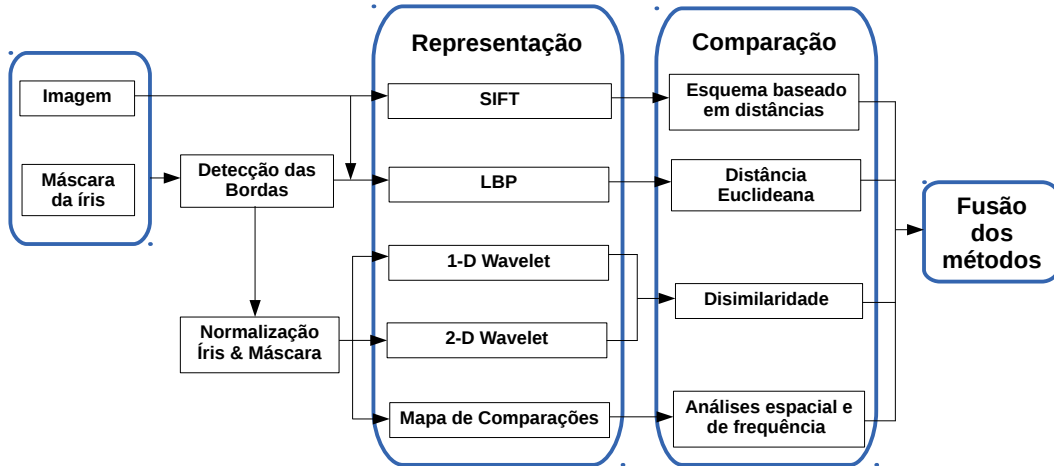 Representação
Comparação
Imagem
SIFT
Esquema baseado
em distâncias
Máscara
da íris
Detecção das
Bordas
LBP
Distância
Euclideana
Fusão
dos
métodos
1-D Wavelet
Disimilaridade
Normalização
Íris & Máscara
2-D Wavelet
Mapa de Comparações
Análises espacial e
de frequência